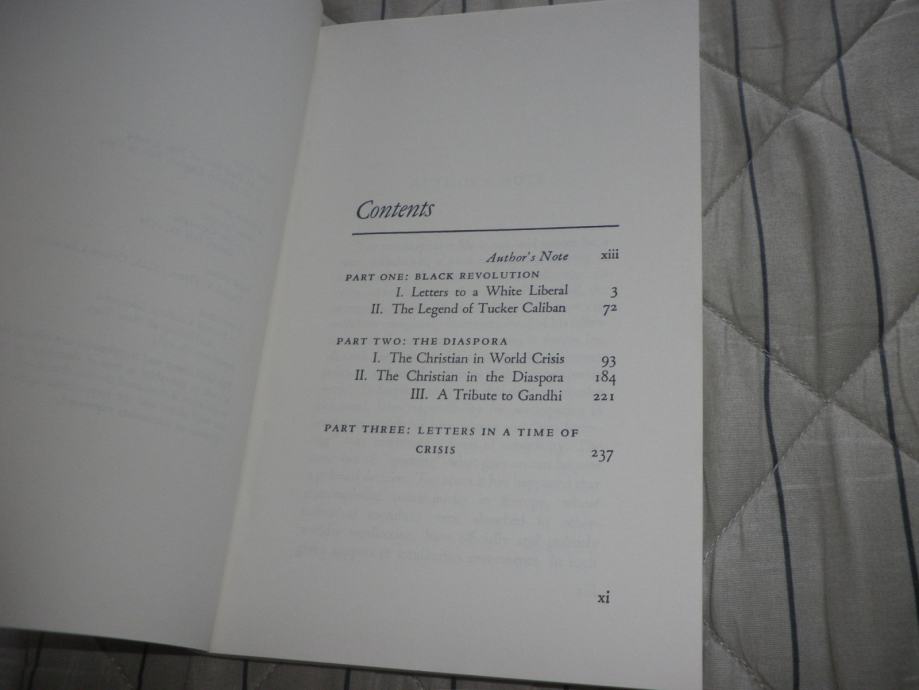 Contents
Author's Note xiii
PART ONE: BLACK REVOLUTION
I. Letters to a White Liberal 3
II. The Legend of Tucker Caliban 72
PART TWO: THE DIASPORA
I. The Christian in World Crisis 93
II. The Christian in the Diaspora 184
III. A Tribute to Gandhi 221
PART THREE: LETTERS IN A TIME OF
CRISIS 237
xi